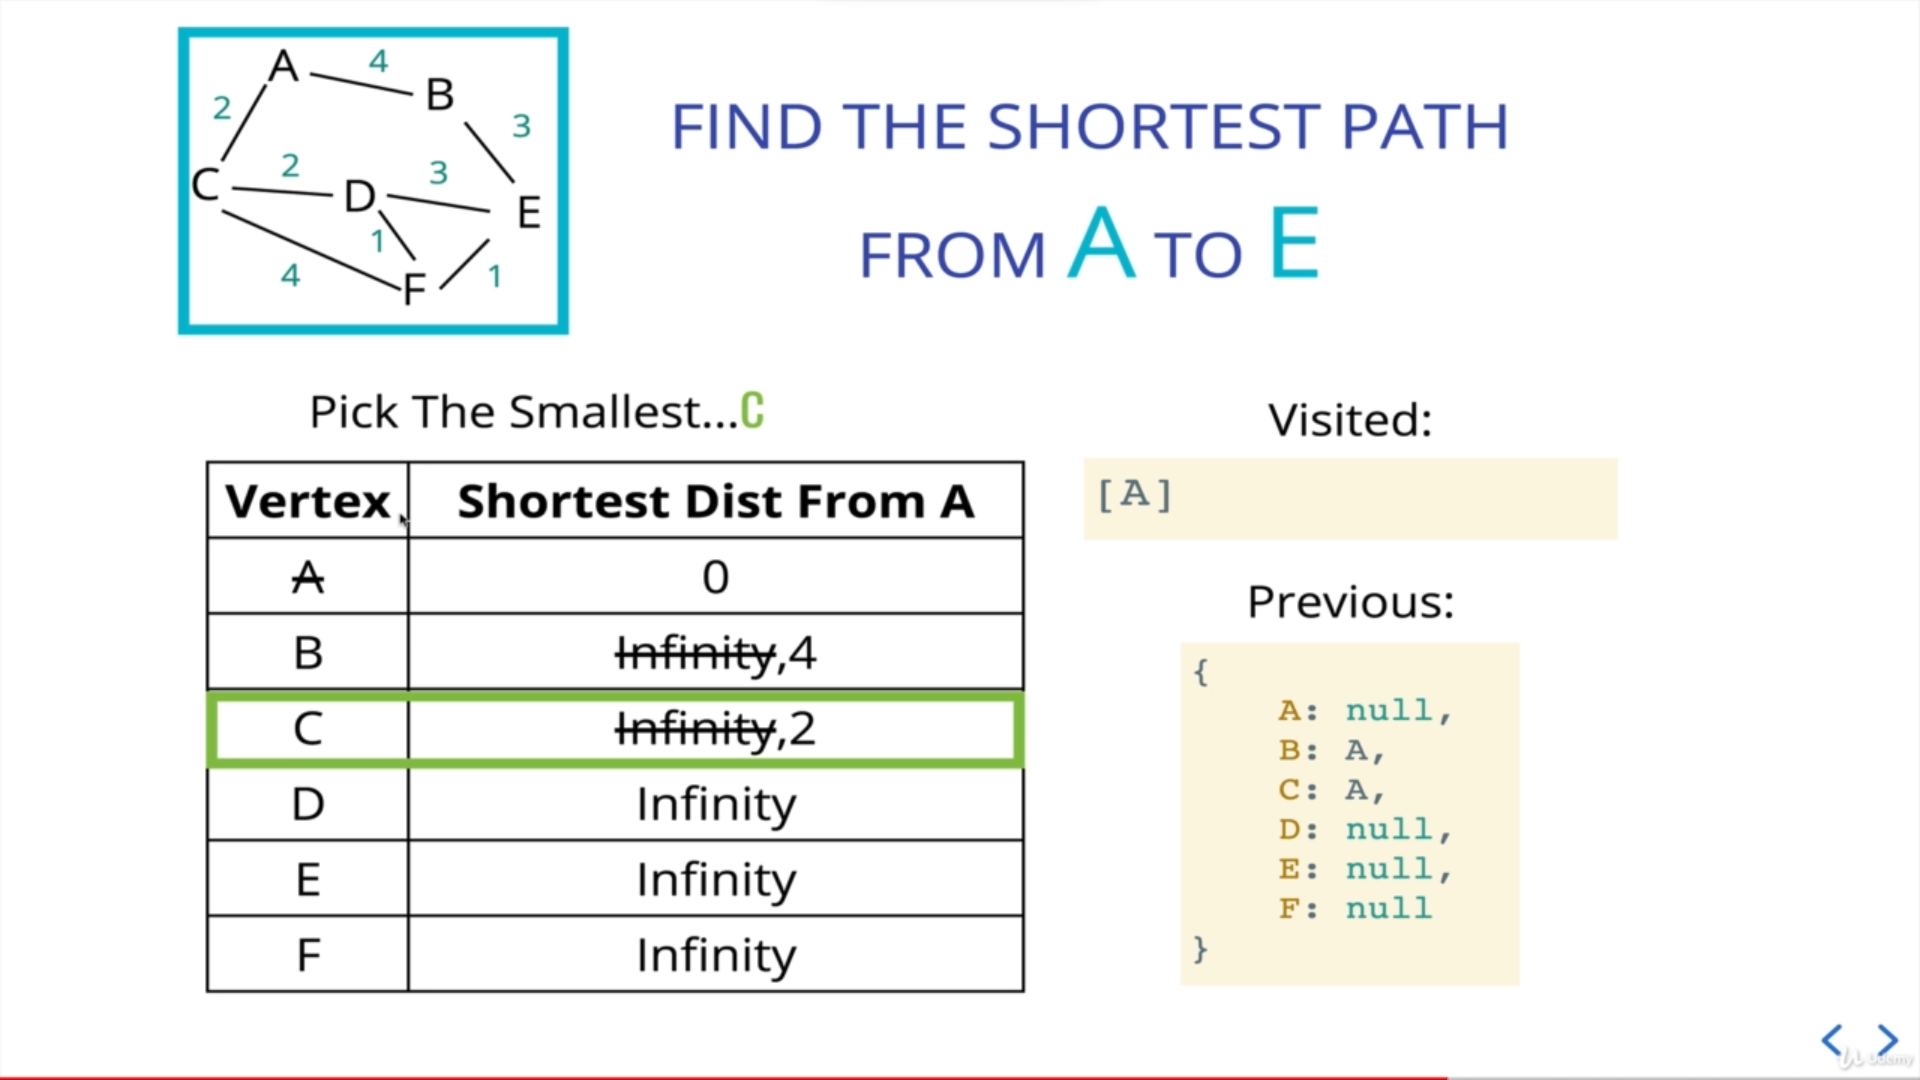 A
4
B
2
3
C
2
D
3
E
1
4
F
1
FIND THE SHORTEST PATH
FROM A TO E
Pick The Smallest...C
Vertex Shortest Dist From A
A 0
B Infinity,4
C Infinity,2
D Infinity
E Infinity
F Infinity
Visited:
[A]
Previous:
{
A: null,
B: A,
C: A,
D: null,
E: null,
F: null
}
Udemy